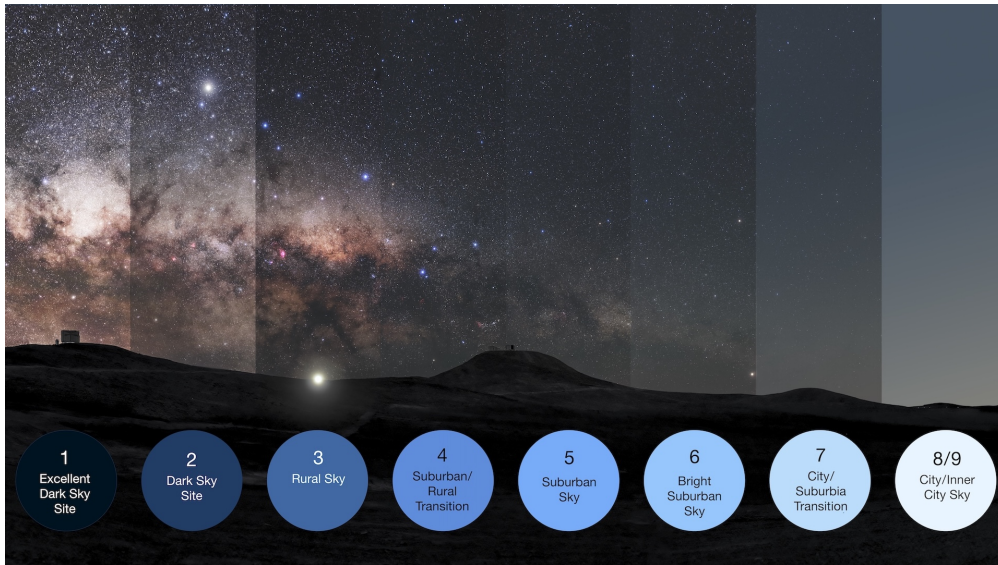 1
Excellent
Dark Sky
Site
2
Dark Sky
Site
3
Rural Sky
4
Suburban/
Rural
Transition
5
Suburban
Sky
6
Bright
Suburban
Sky
7
City/
Suburbia
Transition
8/9
City/Inner
City Sky